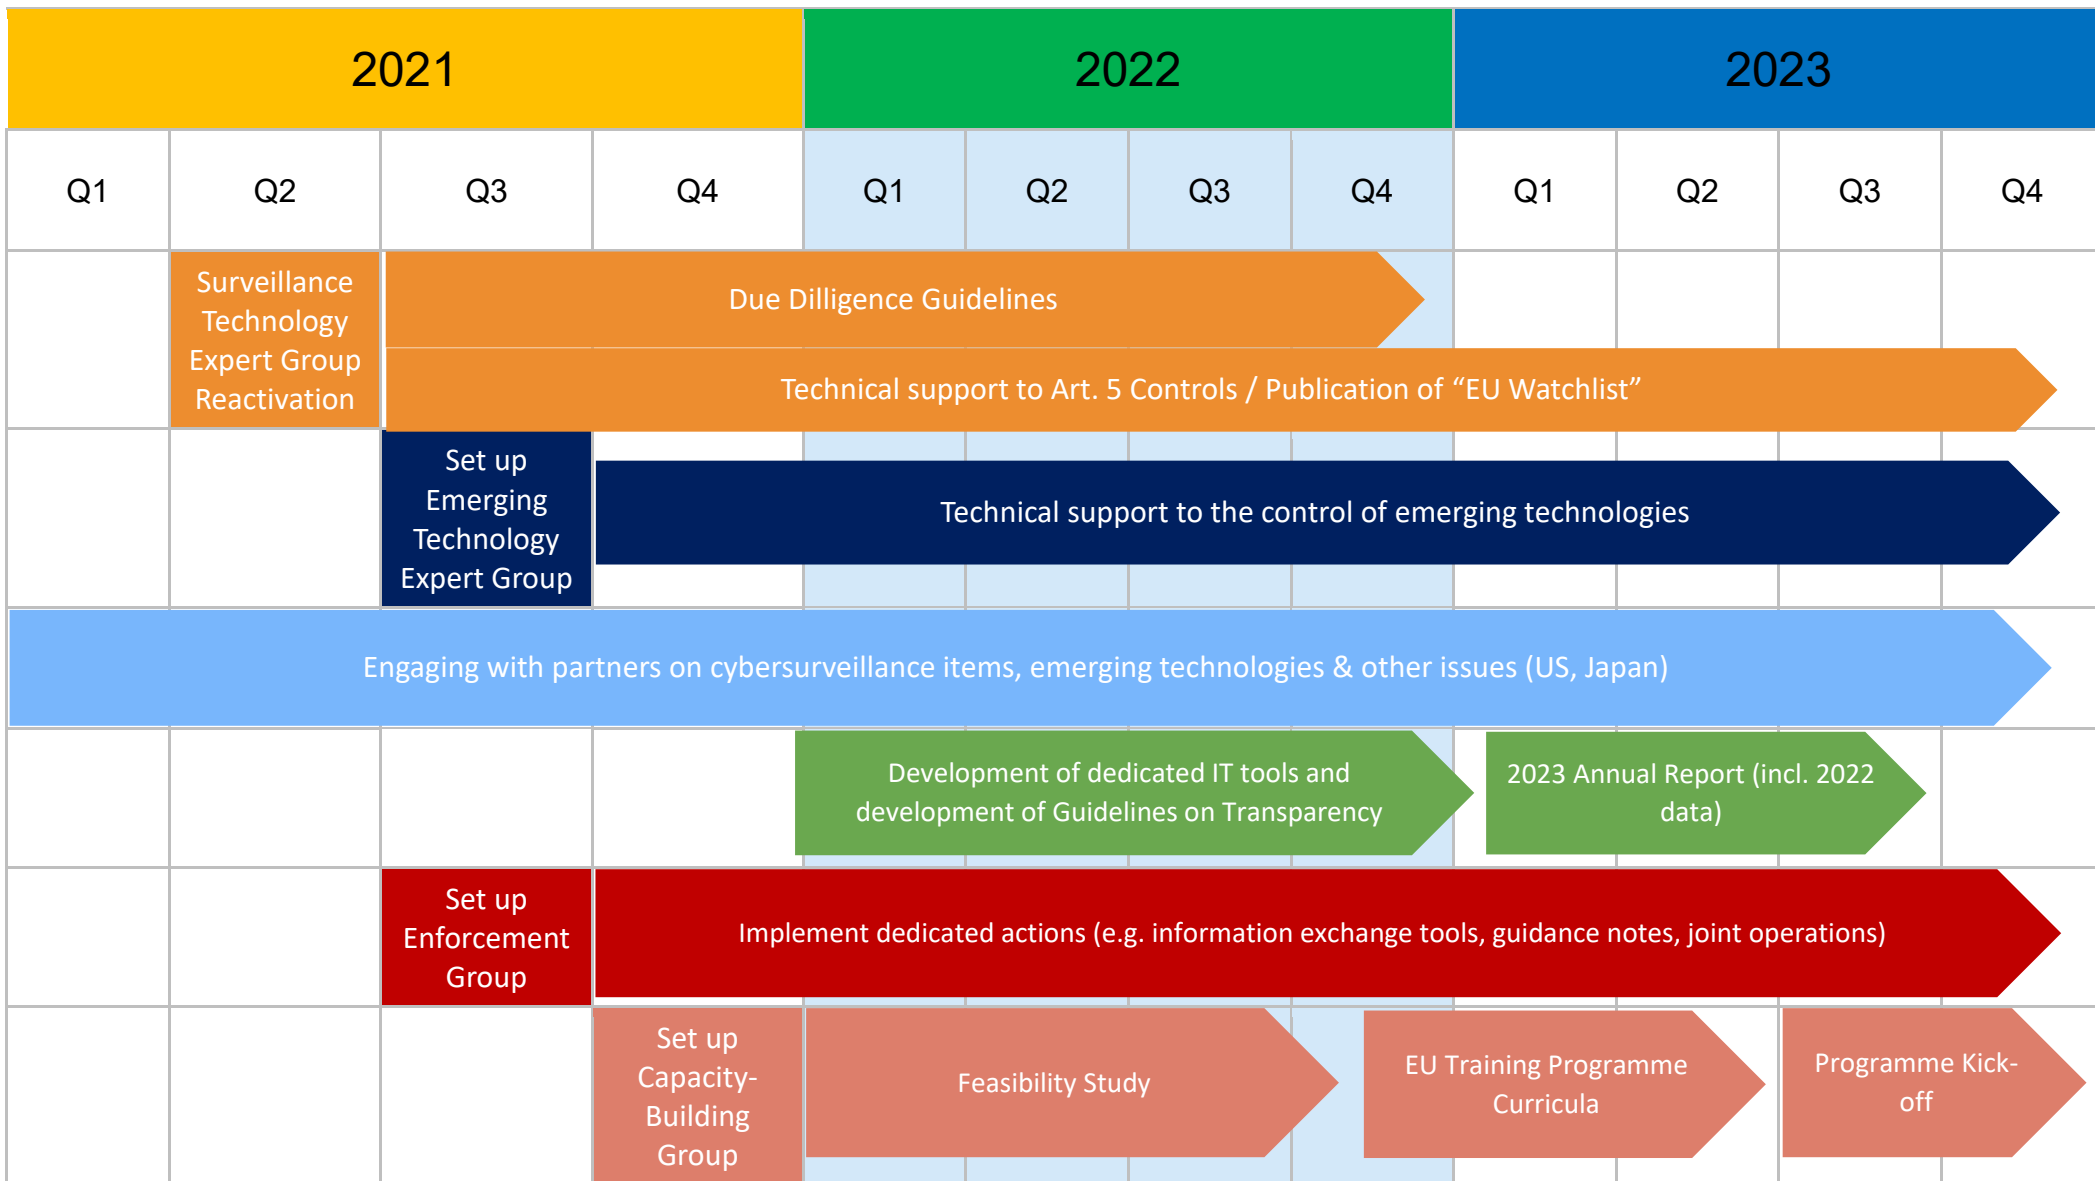 2021
2022
2023
Q1
Q2
Q3
Q4
Q1
Q2
Q3
Q4
Q1
Q2
Q3
Q4
Surveillance
Technology
Expert Group
Reactivation
Due Dilligence Guidelines
Technical support to Art. 5 Controls / Publication of “EU Watchlist”
Set up
Emerging
Technology
Expert Group
Technical support to the control of emerging technologies
Engaging with partners on cybersurveillance items, emerging technologies & other issues (US, Japan)
Development of dedicated IT tools and
development of Guidelines on Transparency
2023 Annual Report (incl. 2022
data)
Set up
Enforcement
Group
Implement dedicated actions (e.g. information exchange tools, guidance notes, joint operations)
Set up
Capacity-
Building
Group
Feasibility Study
EU Training Programme
Curricula
Programme Kick-
off